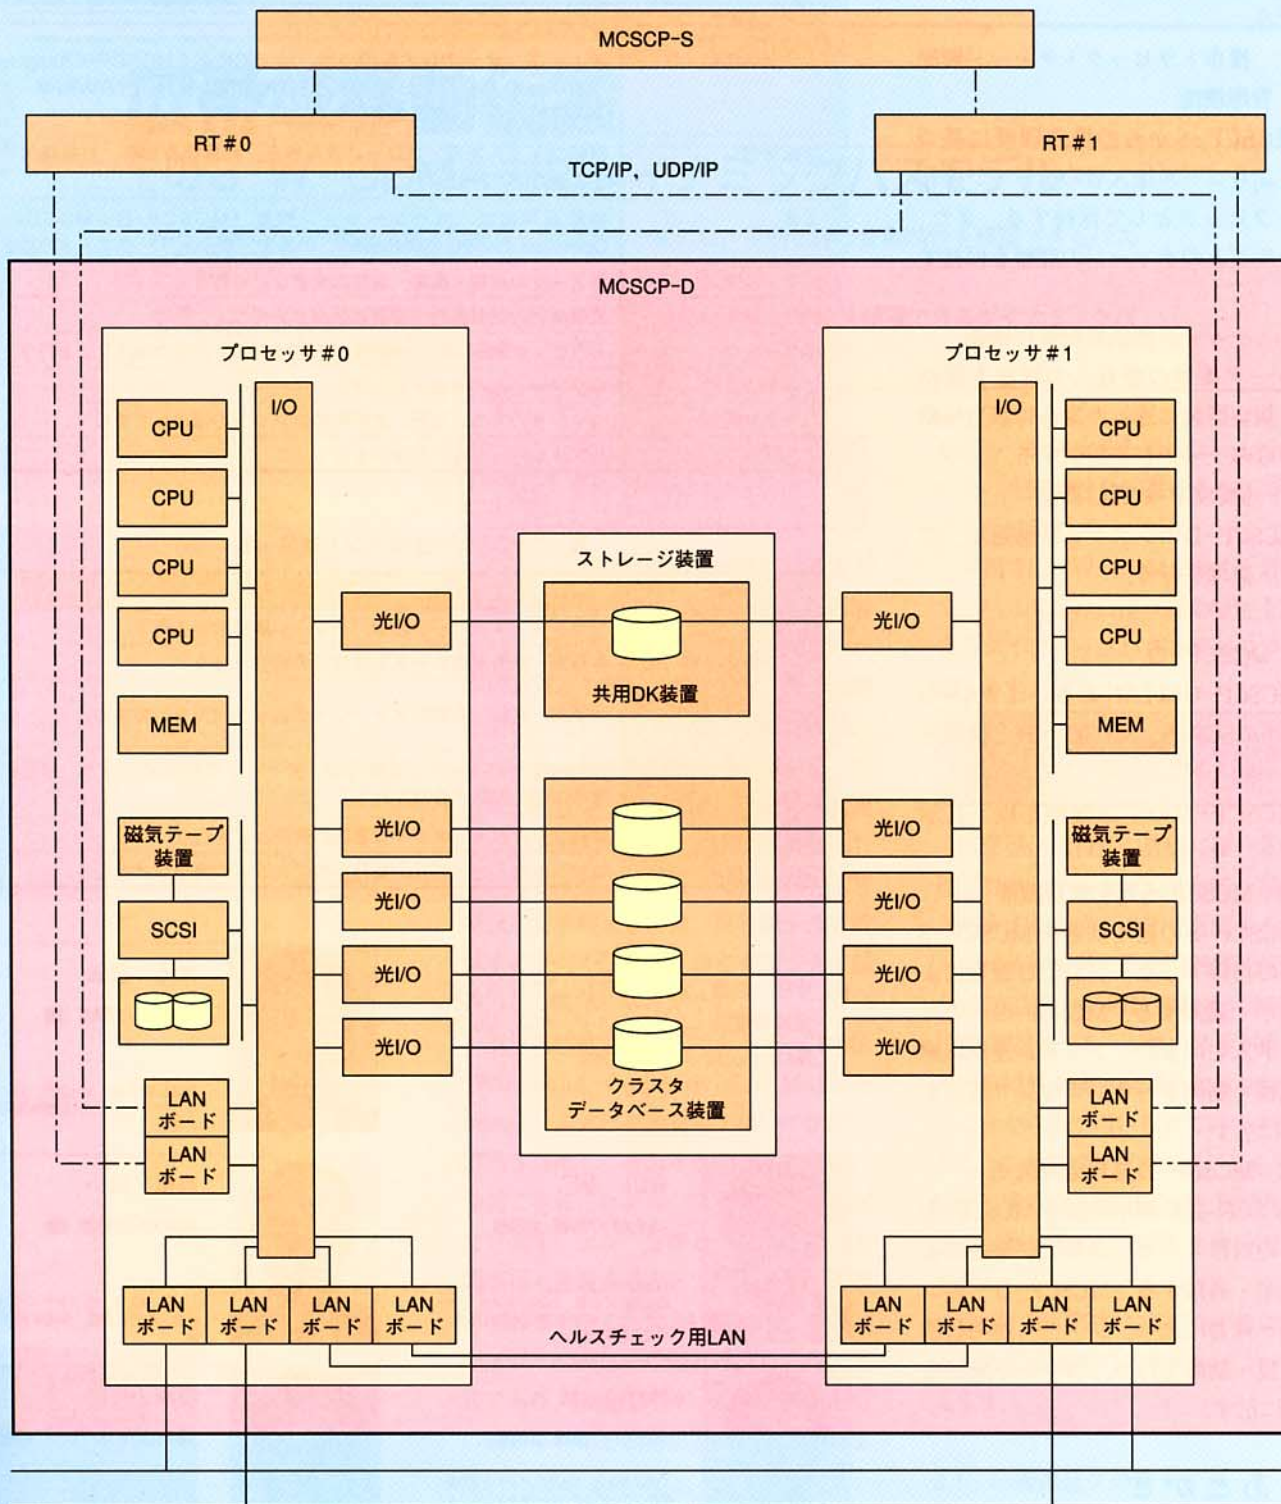 MCSCP-S
RT#0
RT#1
TCP/IP，UDP/IP
MCSCP-D
プロセッサ#0
プロセッサ#1
I/O
CPU
CPU
CPU
CPU
MEM
磁気テープ
装置
SCSI
LAN
ボード
LAN
ボード
LAN
ボード
LAN
ボード
LAN
ボード
LAN
ボード
光I/O
光I/O
光I/O
光I/O
光I/O
ストレージ装置
共用DK装置
クラスタ
データベース装置
光I/O
光I/O
光I/O
光I/O
光I/O
I/O
CPU
CPU
CPU
CPU
MEM
磁気テープ
装置
SCSI
LAN
ボード
LAN
ボード
LAN
ボード
LAN
ボード
LAN
ボード
LAN
ボード
ヘルスチェック用LAN